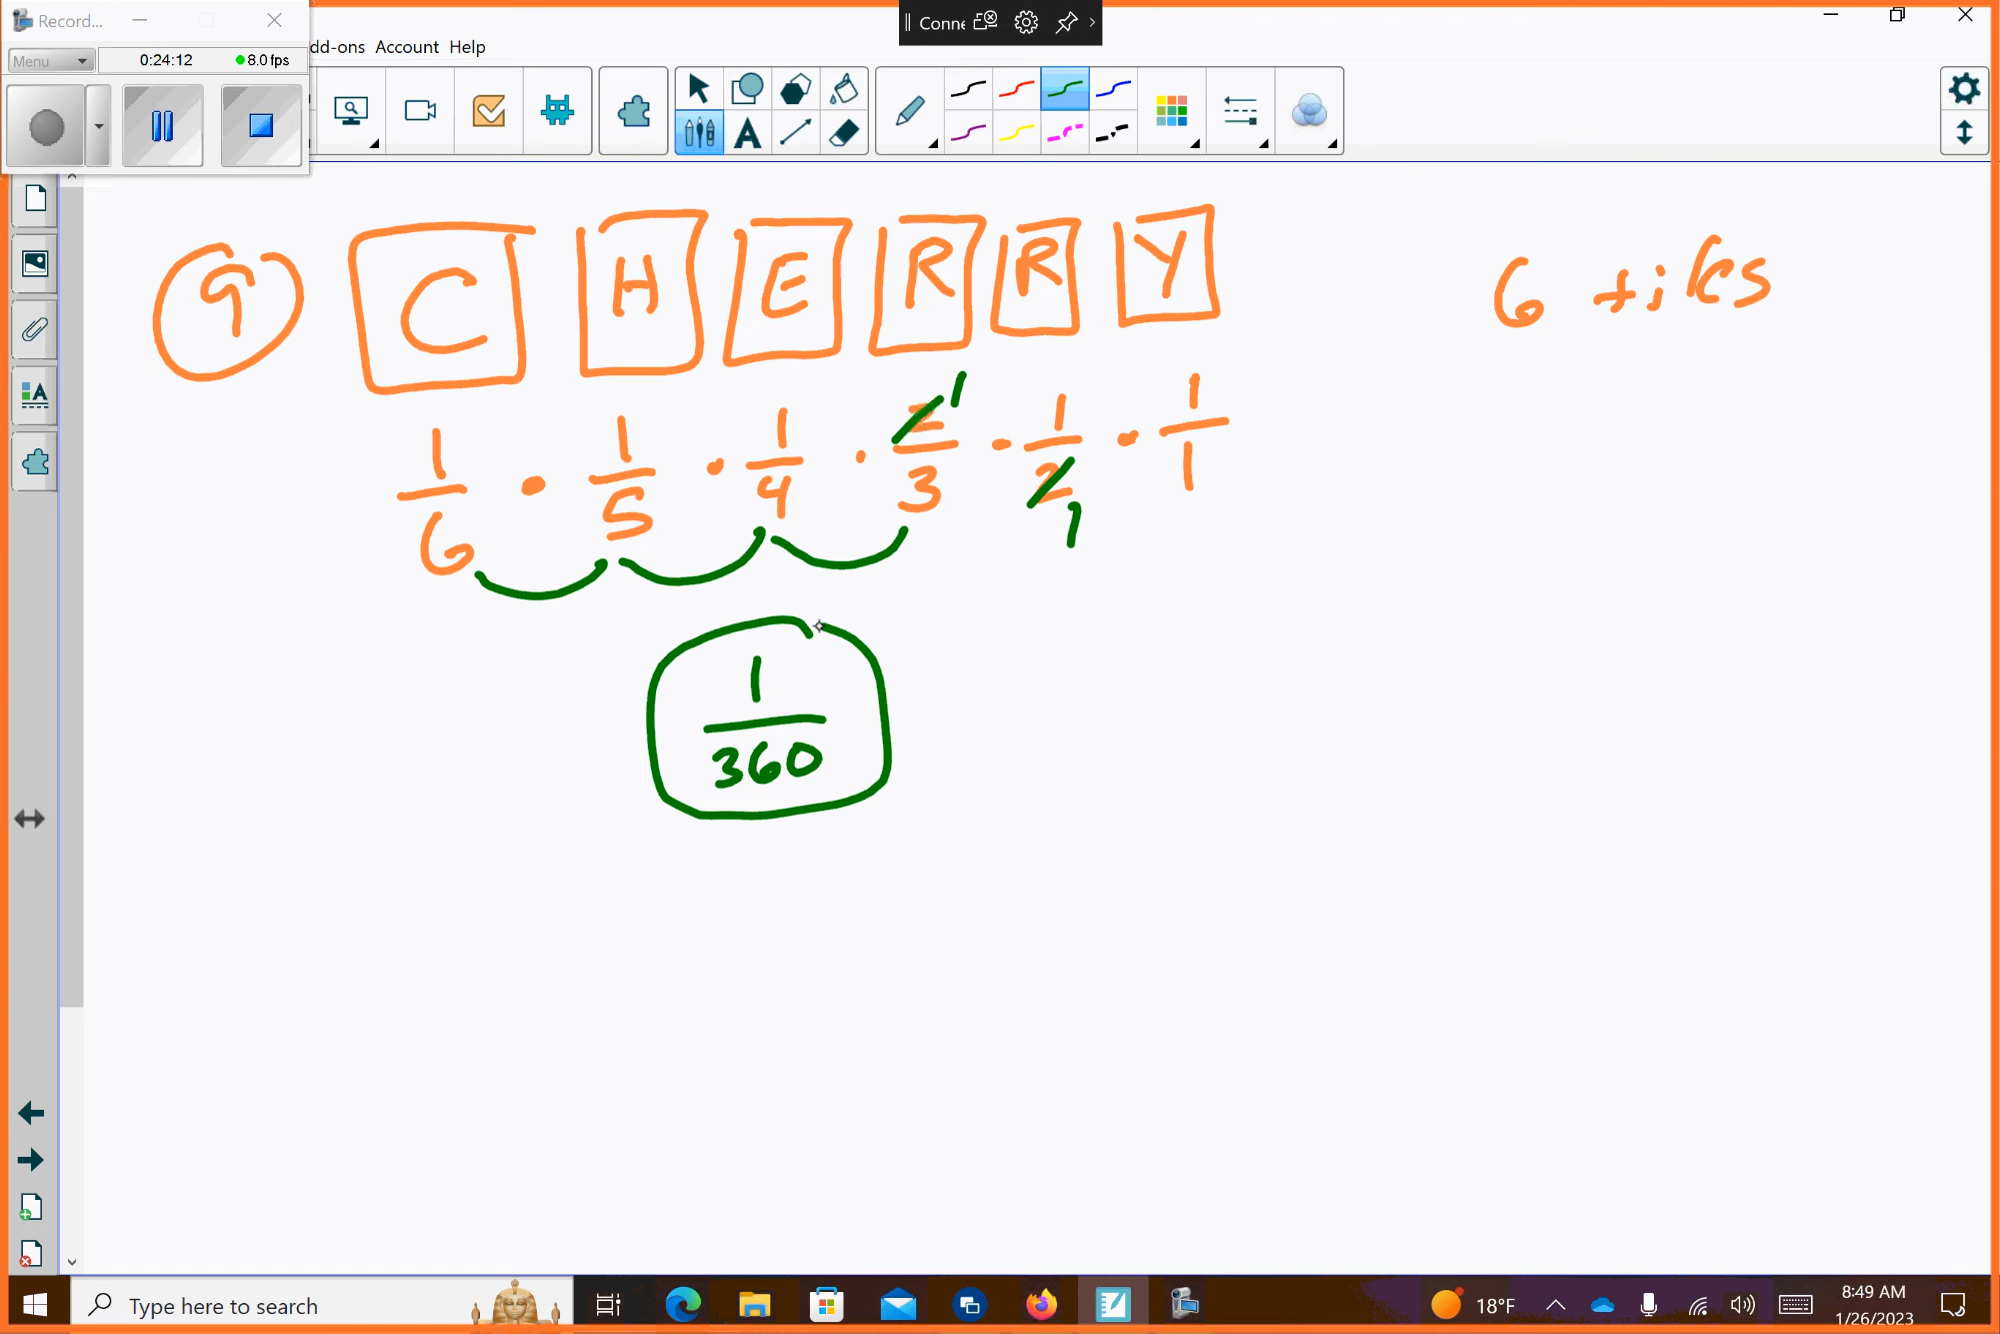 Record...
Conne
Menu
0:24:12
8.0 fps
dd-ons Account Help
A
9 C H E R R Y 6 tiles
1/6 · 1/5 · 1/4 · 2/3 · 1/2 · 1/1
1
1
1/360
Type here to search
18°F
8:49 AM
1/26/2023